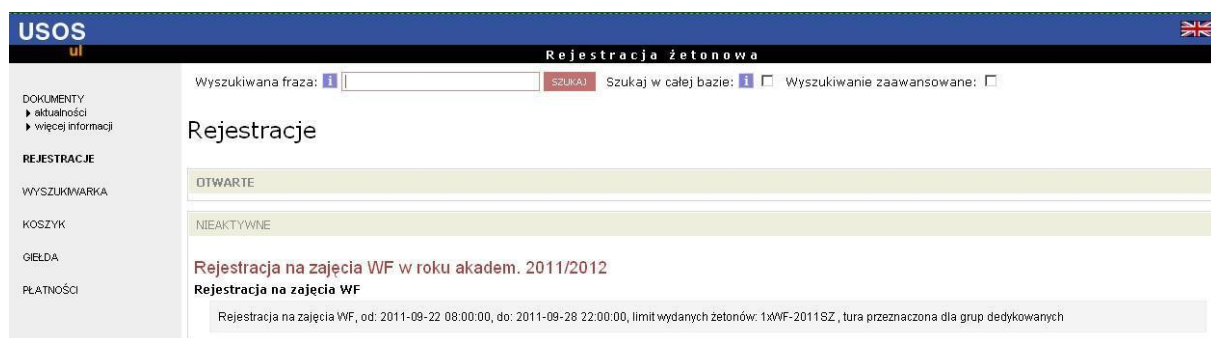 USOS
ul
Rejestracja żetonowa
Wyszukiwana fraza: i SZUKAJ Szukaj w całej bazie: i Wyszukiwanie zaawansowane:
DOKUMENTY
aktualności
więcej informacji
REJESTRACJE
WYSZUKIWARKA
KOSZYK
GIEŁDA
PŁATNOŚCI
Rejestracje
OTWARTE
NIEAKTYWNE
Rejestracja na zajęcia WF w roku akadem. 2011/2012
Rejestracja na zajęcia WF
Rejestracja na zajęcia WF, od: 2011-09-22 08:00:00, do: 2011-09-28 22:00:00, limit wydanych żetonów: 1xWF-2011SZ , tura przeznaczona dla grup dedykowanych